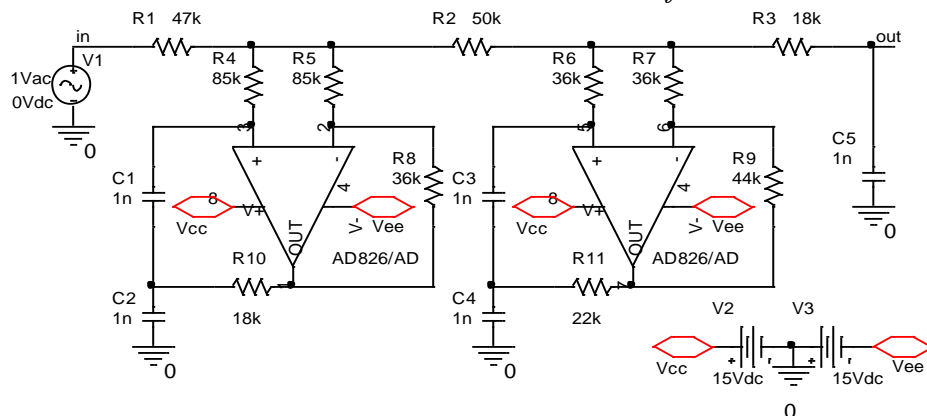 R1 47k
R2 50k
R3 18k
in
out
V1
1Vac
0Vdc
0
R4
85k
R5
85k
R6
36k
R7
36k
3
2
5
6
+
-
+
-
C1
1n
8
V+
Vcc
4
V-
Vee
R8
36k
C3
1n
8
V+
Vcc
4
V-
Vee
R9
44k
C5
1n
0
OUT
AD826/AD
OUT
AD826/AD
R10
18k
1
R11
22k
7
C2
1n
0
C4
1n
0
V2
V3
Vcc
+
-
+
-
Vee
15Vdc
15Vdc
0